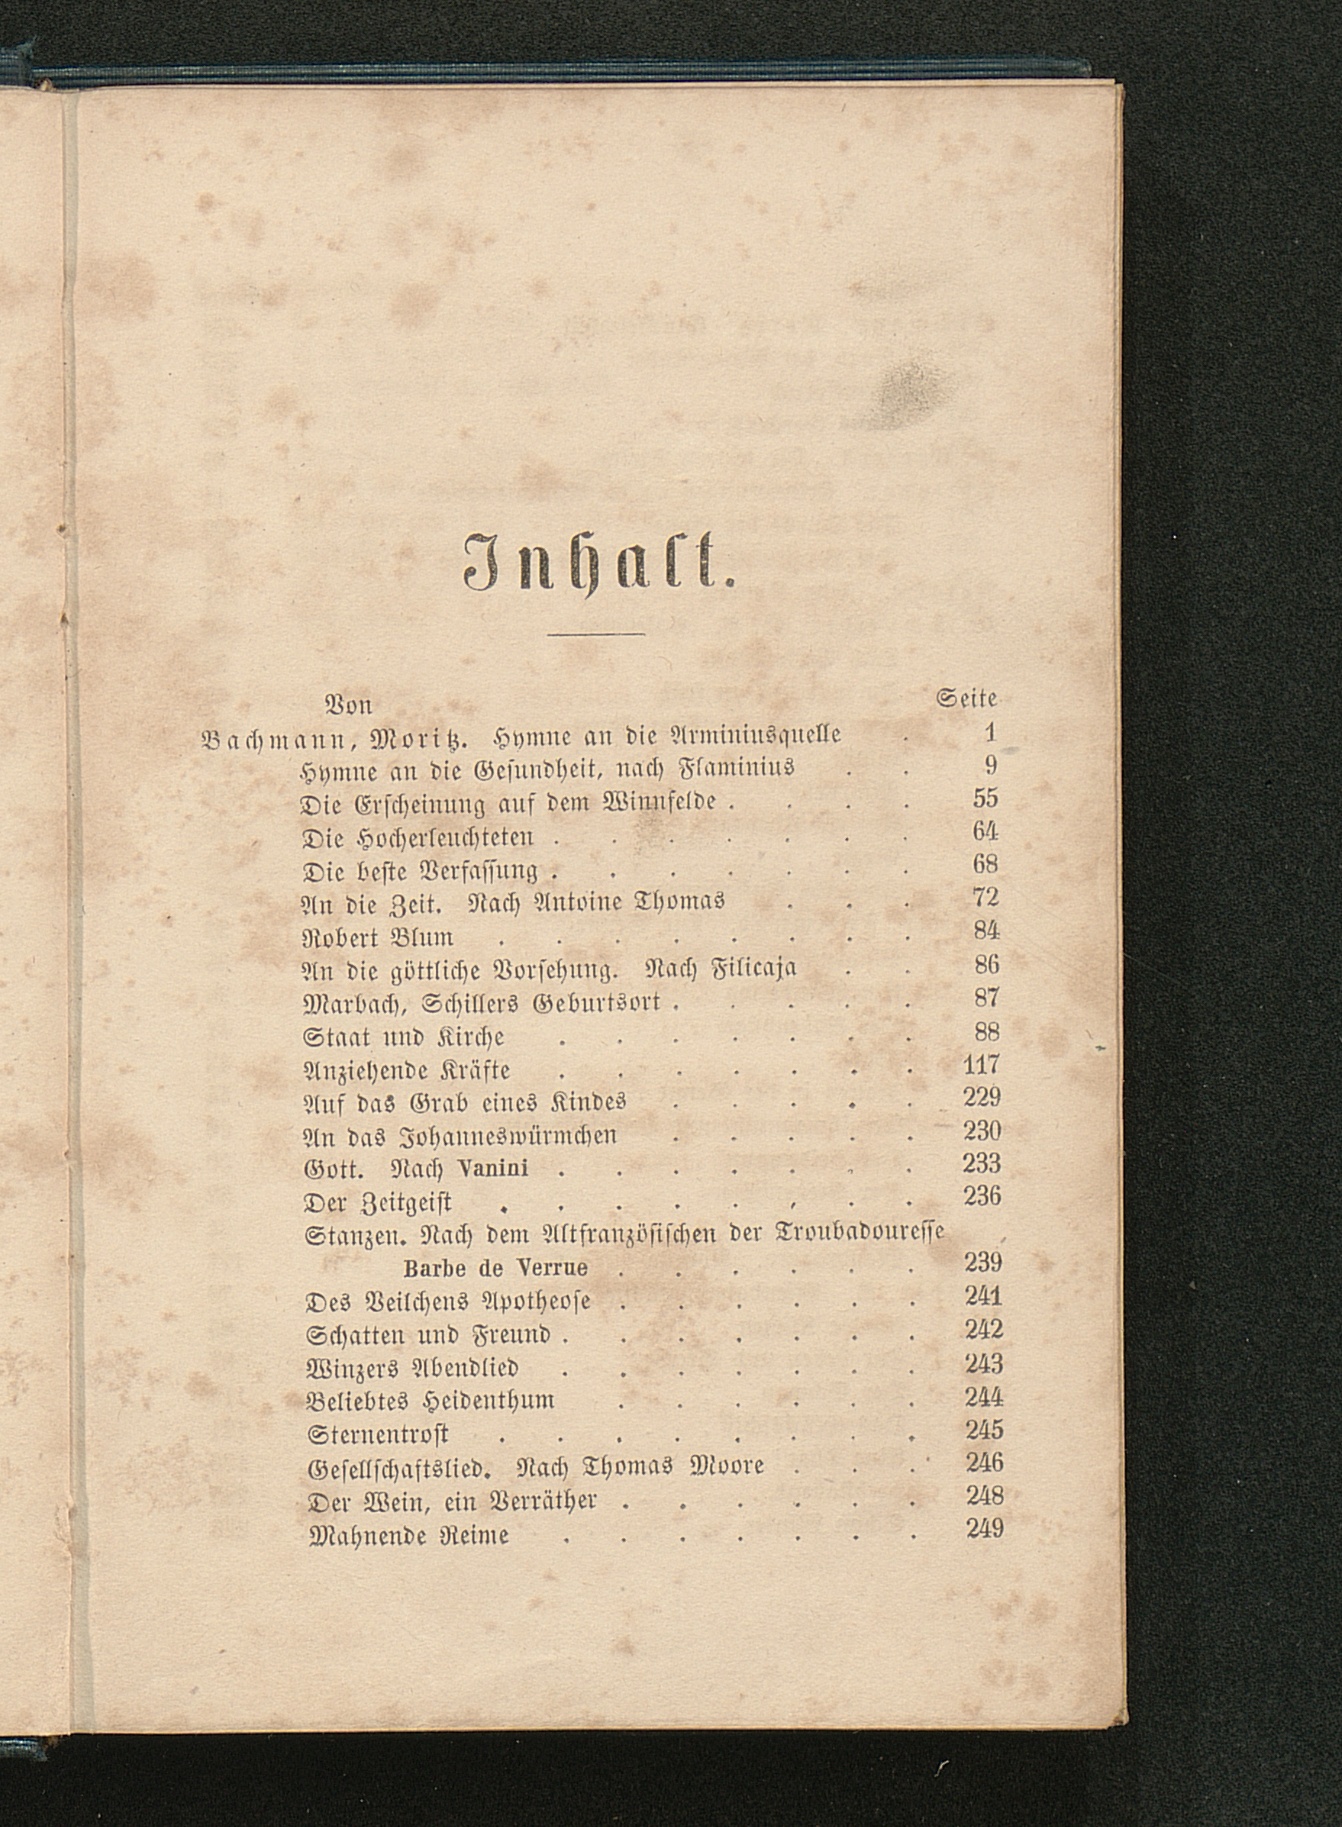 Inhalt.
Von Seite
Bachmann, Moritz. Hymne an die Arminiusquelle . 1
Hymne an die Gesundheit, nach Flaminius . . 9
Die Erscheinung auf dem Winnfelde . . . . 55
Die Hocherleuchteten . . . . . . . 64
Die beste Verfassung . . . . . . . 68
An die Zeit. Nach Antoine Thomas . . . 72
Robert Blum . . . . . . . . 84
An die göttliche Vorsehung. Nach Filicaja . . 86
Marbach, Schillers Geburtsort . . . . . 87
Staat und Kirche . . . . . . . 88
Anziehende Kräfte . . . . . . . 117
Auf das Grab eines Kindes . . . . . 229
An das Johanneswürmchen . . . . . 230
Gott. Nach Vanini . . . . . . . 233
Der Zeitgeist . . . . . . . . 236
Stanzen. Nach dem Altfranzösischen der Troubadouresse
Barbe de Verrue . . . . . . 239
Des Veilchens Apotheose . . . . . . 241
Schatten und Freund . . . . . . . 242
Winzers Abendlied . . . . . . . 243
Beliebtes Heidenthum . . . . . . 244
Sternentrost . . . . . . . . 245
Gesellschaftslied. Nach Thomas Moore . . . 246
Der Wein, ein Verräther . . . . . . 248
Mahnende Reime . . . . . . . 249